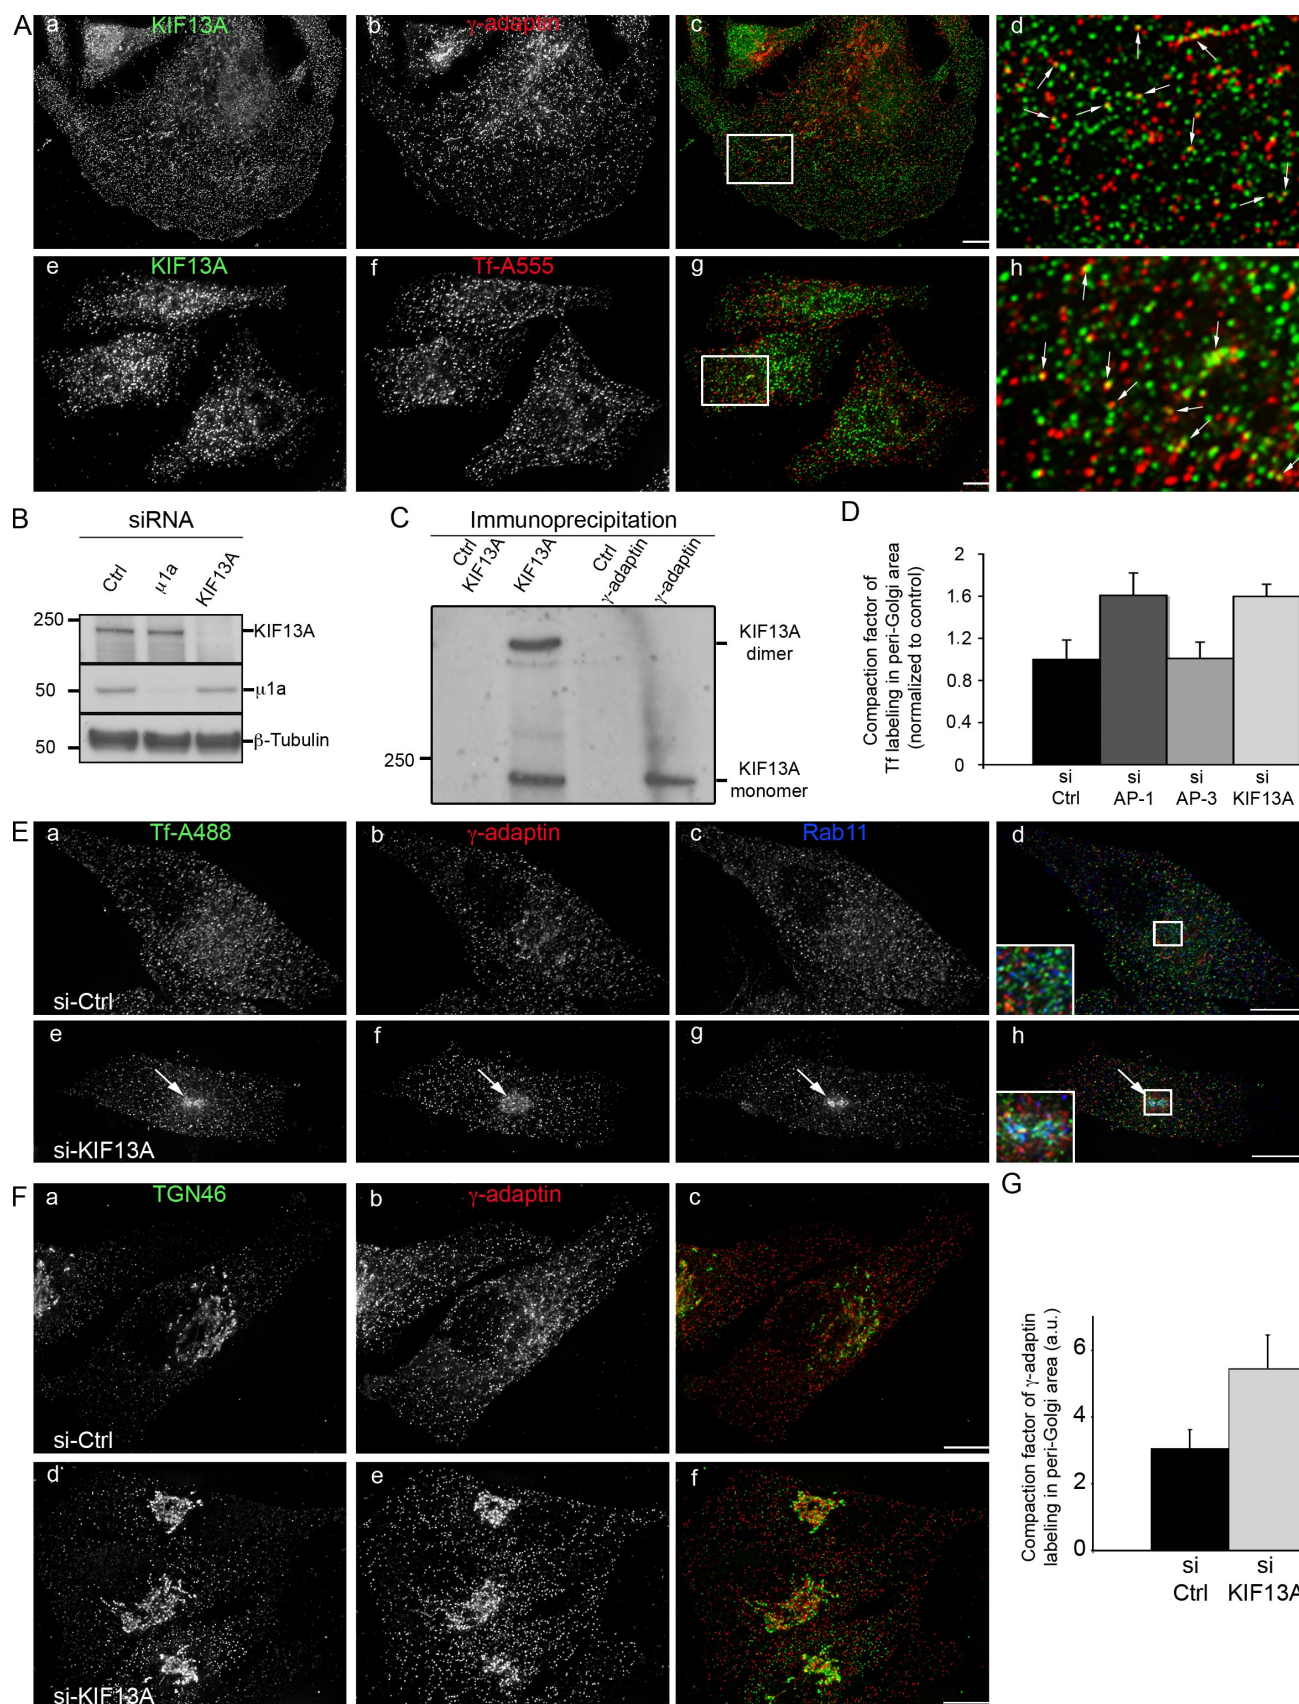 A
a
KIF13A
b
γ-adaptin
c
d
e
KIF13A
f
Tf-A555
g
h
B
siRNA
Ctrl
μ1a
KIF13A
250
KIF13A
50
μ1a
50
β-Tubulin
C
Immunoprecipitation
Ctrl
KIF13A
KIF13A
Ctrl
γ-adaptin
γ-adaptin
KIF13A
dimer
250
KIF13A
monomer
D
Compaction factor of
Tf labeling in peri-Golgi area
(normalized to control)
2
1.6
1.2
0.8
0.4
0
si
Ctrl
si
AP-1
si
AP-3
si
KIF13A
E
a
Tf-A488
b
γ-adaptin
c
Rab11
d
si-Ctrl
e
f
g
h
si-KIF13A
F
a
TGN46
b
γ-adaptin
c
si-Ctrl
d
e
f
si-KIF13A
G
Compaction factor of γ-adaptin
labeling in peri-Golgi area (a.u.)
6
4
2
0
si
Ctrl
si
KIF13A